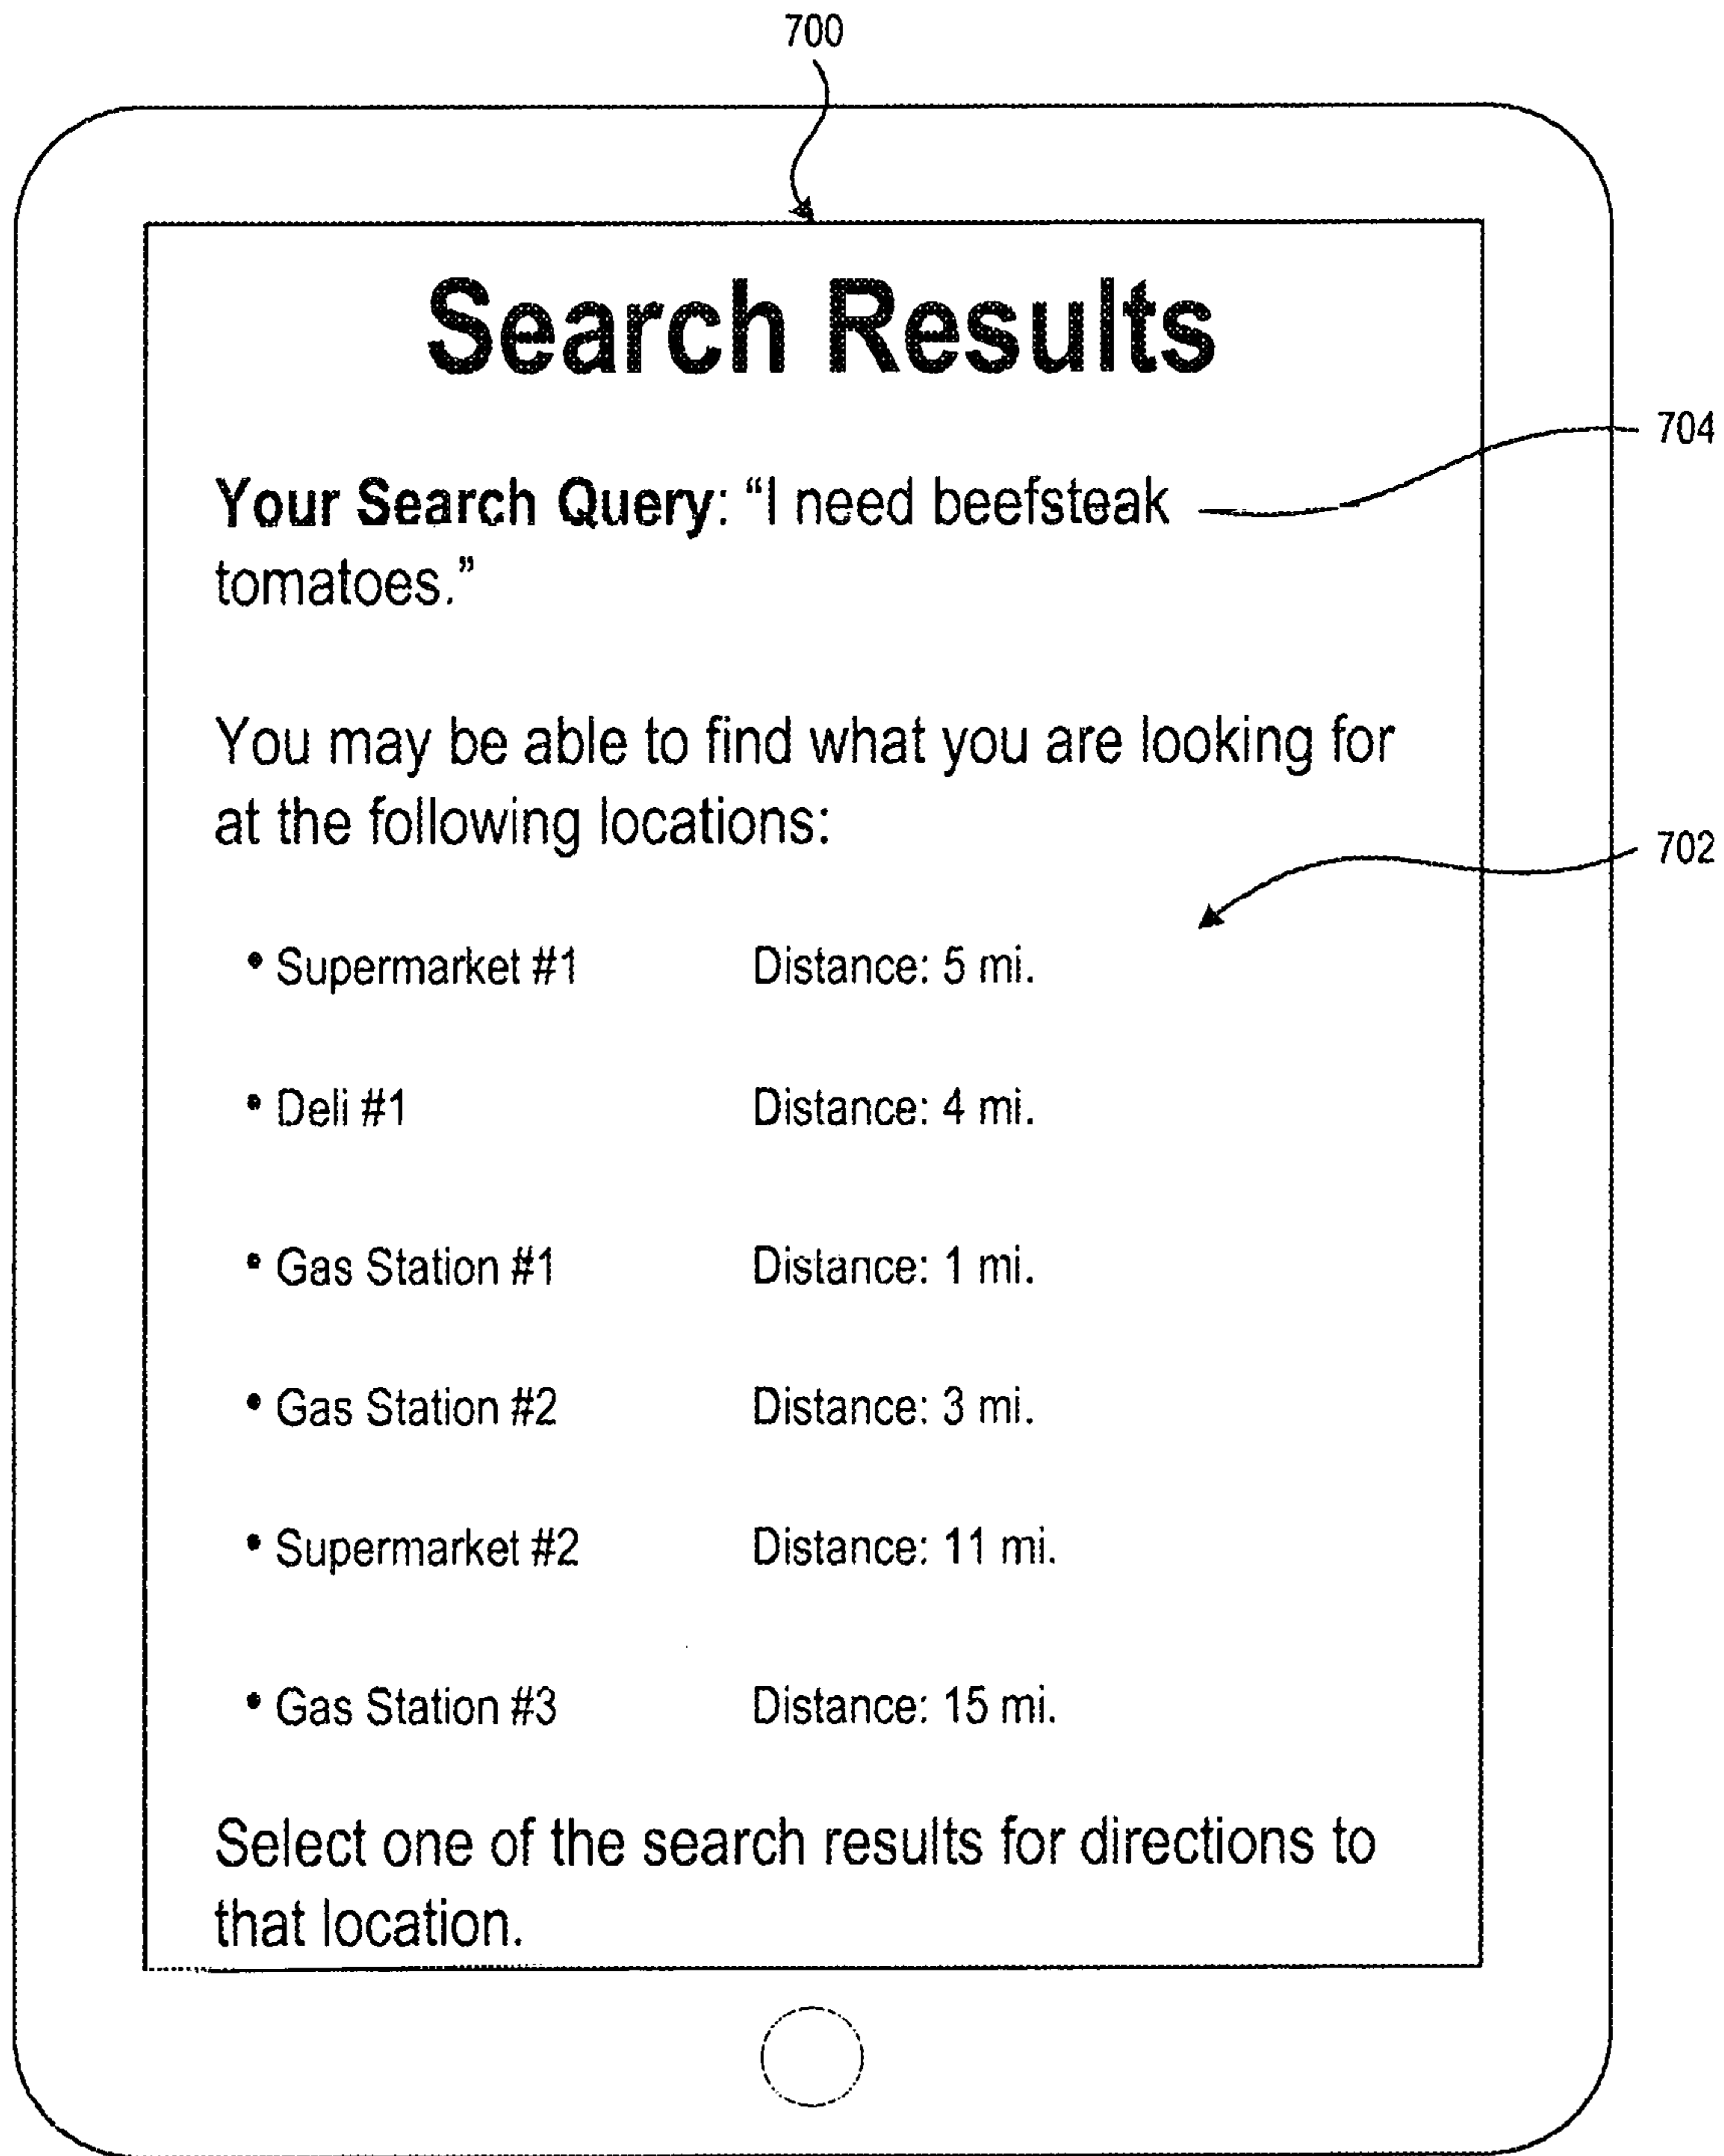 700
Search Results
704
Your Search Query: “I need beefsteak
tomatoes.”
You may be able to find what you are looking for
at the following locations:
702
• Supermarket #1 Distance: 5 mi.
• Deli #1 Distance: 4 mi.
• Gas Station #1 Distance: 1 mi.
• Gas Station #2 Distance: 3 mi.
• Supermarket #2 Distance: 11 mi.
• Gas Station #3 Distance: 15 mi.
Select one of the search results for directions to
that location.